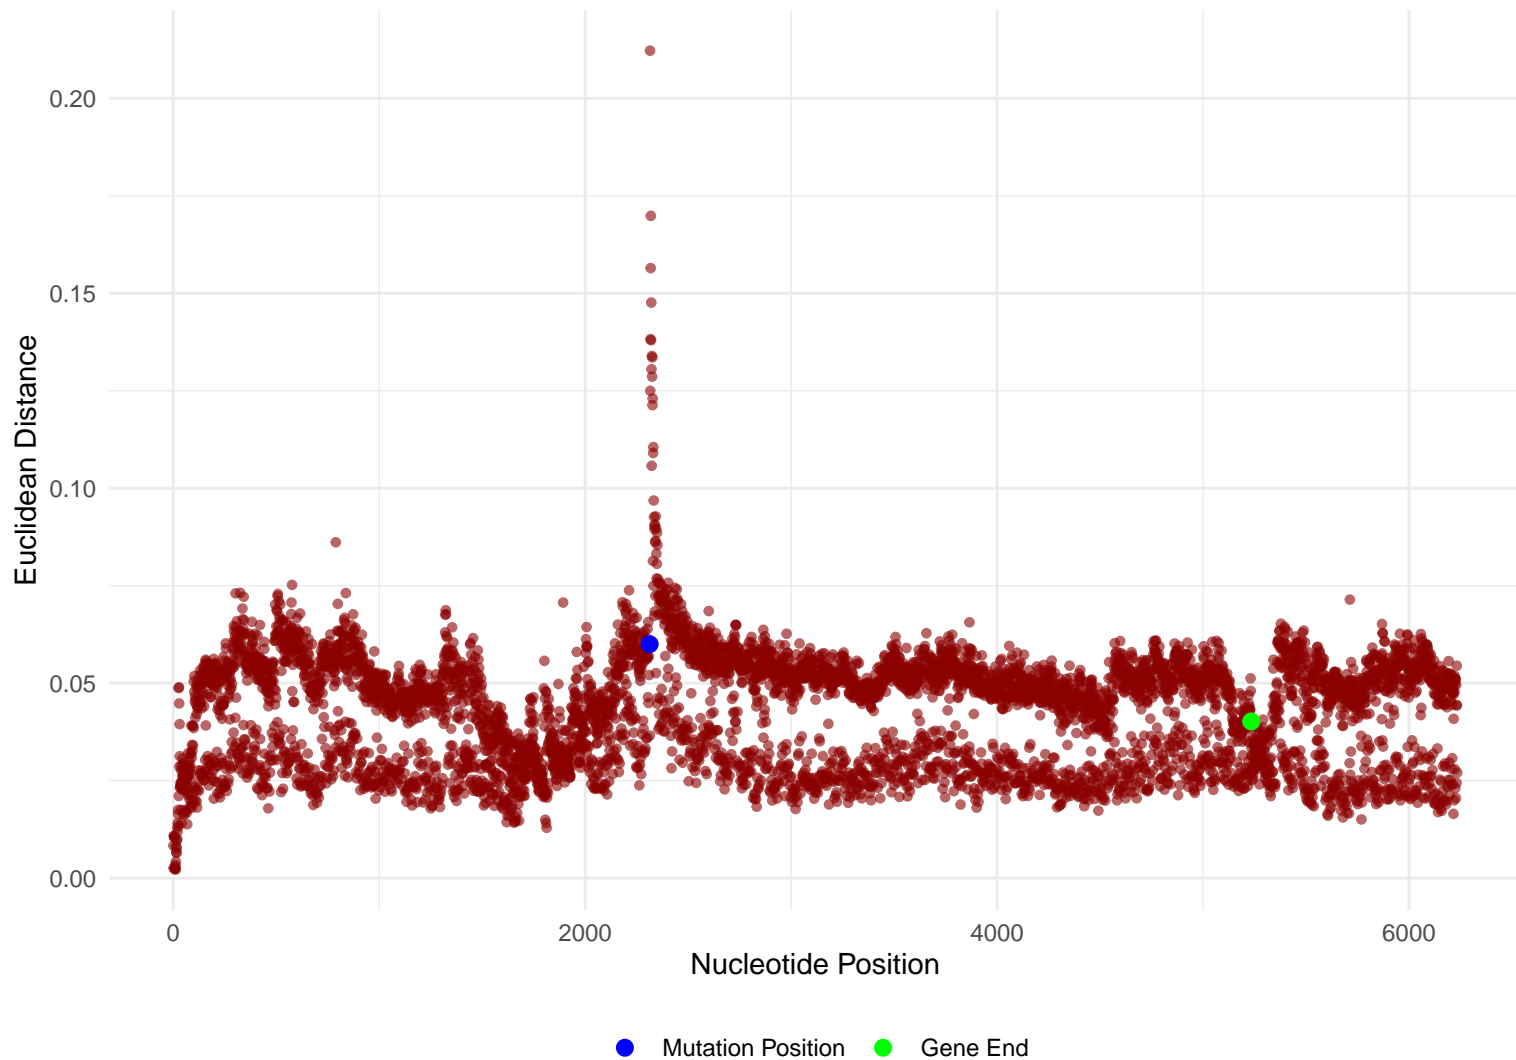 0.20
0.15
0.10
0.05
0.00
Euclidean Distance
0 2000 4000 6000
Nucleotide Position
Mutation Position Gene End